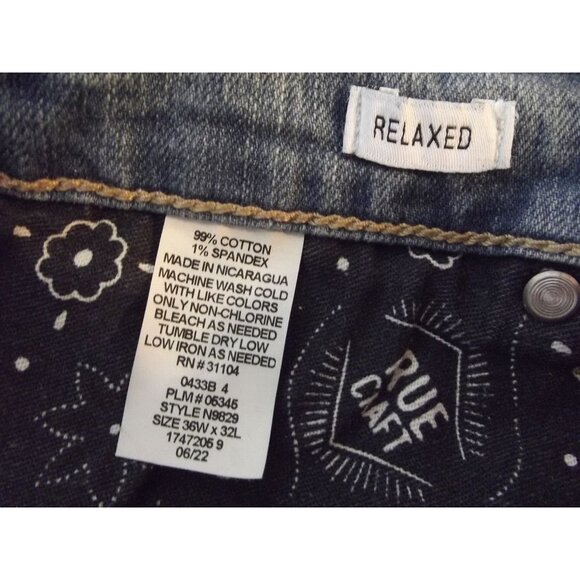 RELAXED
99% COTTON
1% SPANDEX
MADE IN NICARAGUA
MACHINE WASH COLD
WITH LIKE COLORS
ONLY NON-CHLORINE
BLEACH AS NEEDED
TUMBLE DRY LOW
LOW IRON AS NEEDED
RN # 31104
0433B 4
PLM # 05345
STYLE N9829
SIZE 36W x 32L
1747205 9
06/22
RUE
CRAFT